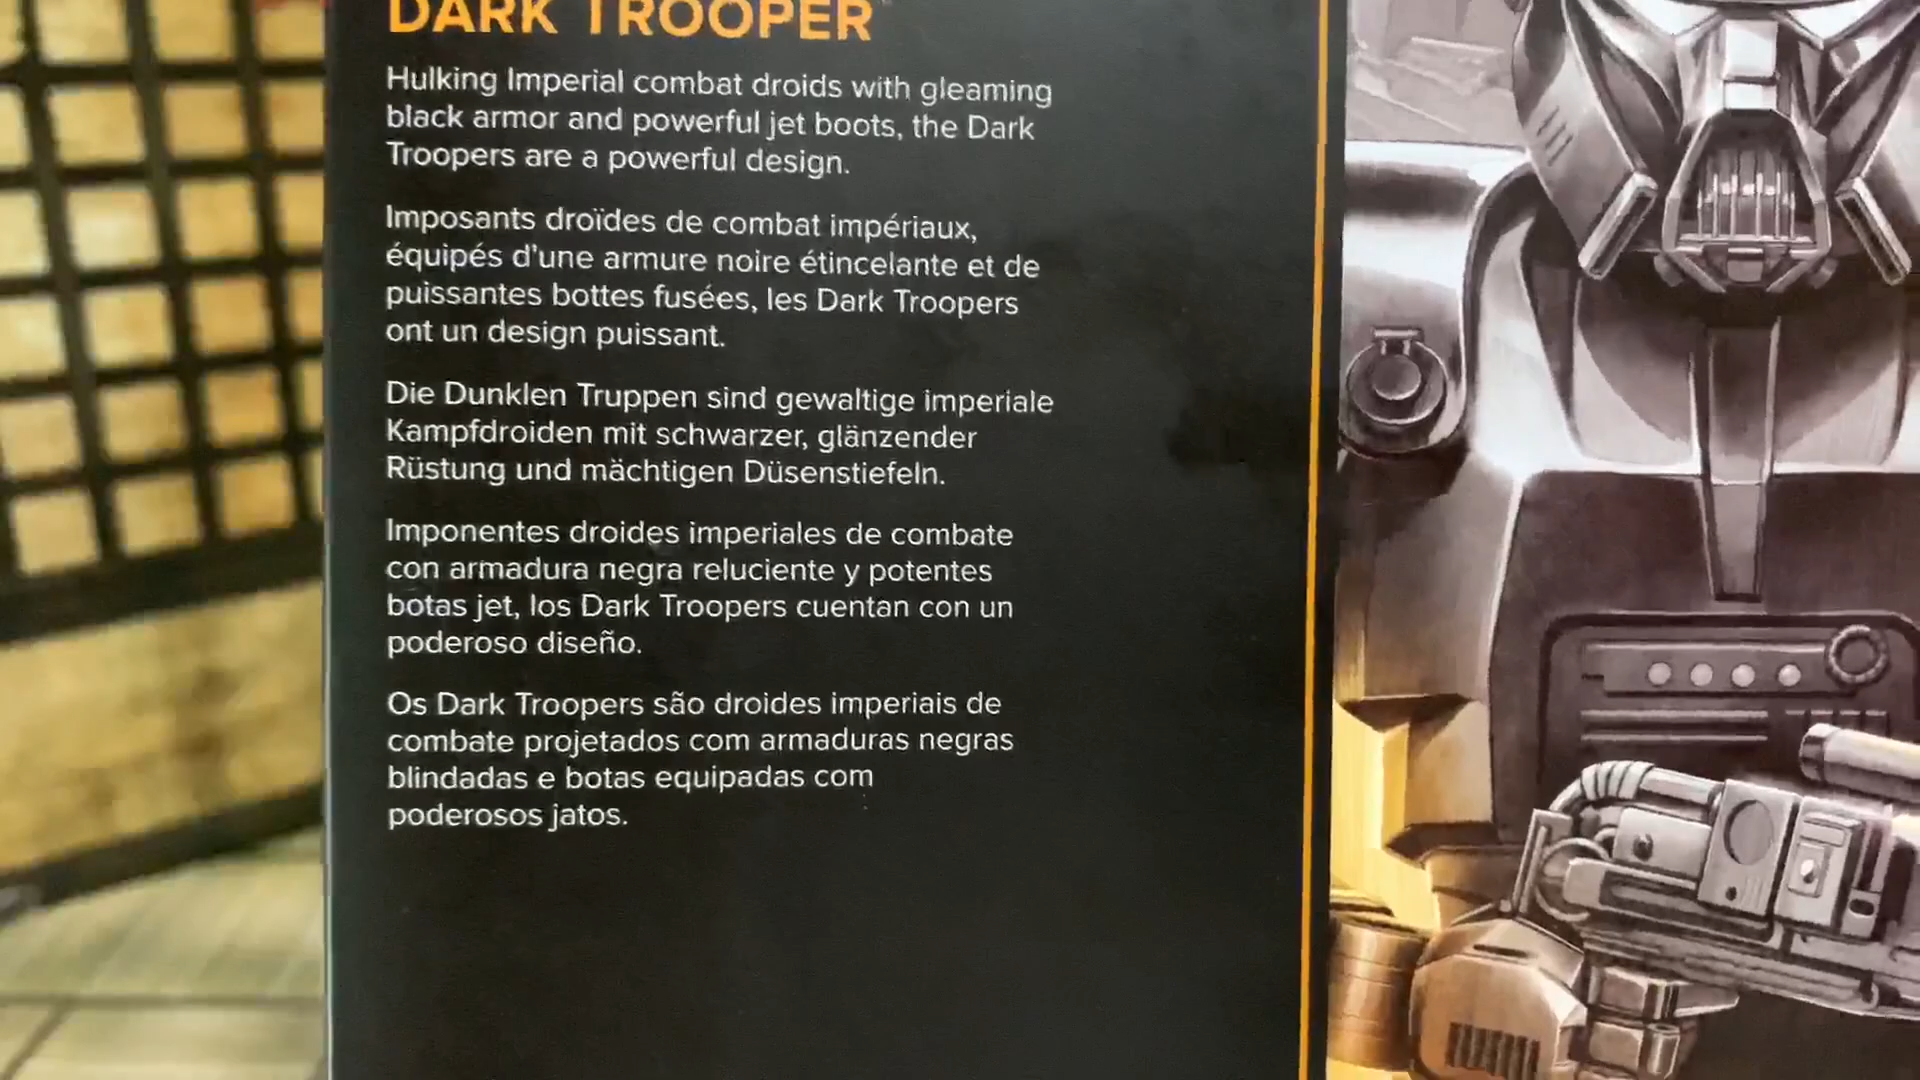 DARK TROOPER
Hulking Imperial combat droids with gleaming
black armor and powerful jet boots, the Dark
Troopers are a powerful design.
Imposants droïdes de combat impériaux,
équipés d'une armure noire étincelante et de
puissantes bottes fusées, les Dark Troopers
ont un design puissant.
Die Dunklen Truppen sind gewaltige imperiale
Kampfdroiden mit schwarzer, glänzender
Rüstung und mächtigen Düsenstiefeln.
Imponentes droides imperiales de combate
con armadura negra reluciente y potentes
botas jet, los Dark Troopers cuentan con un
poderoso diseño.
Os Dark Troopers são droides imperiais de
combate projetados com armaduras negras
blindadas e botas equipadas com
poderosos jatos.